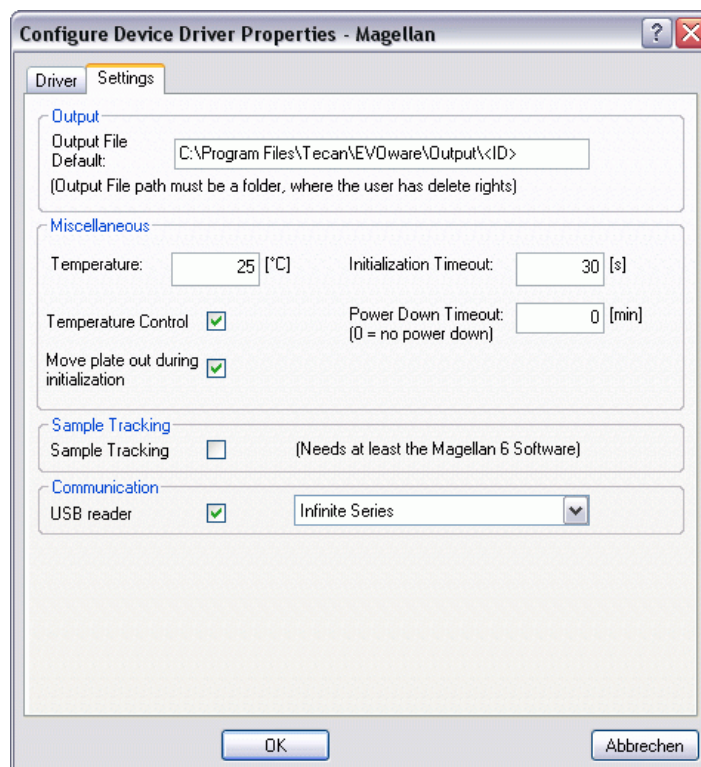 Configure Device Driver Properties - Magellan
Driver
Settings
Output
Output File
Default:
C:\Program Files\Tecan\EVOware\Output\<ID>
(Output File path must be a folder, where the user has delete rights)
Miscellaneous
Temperature:
25 [°C]
Initialization Timeout:
30 [s]
Temperature Control
Power Down Timeout:
(0 = no power down)
0 [min]
Move plate out during
initialization
Sample Tracking
Sample Tracking
(Needs at least the Magellan 6 Software)
Communication
USB reader
Infinite Series
OK
Abbrechen